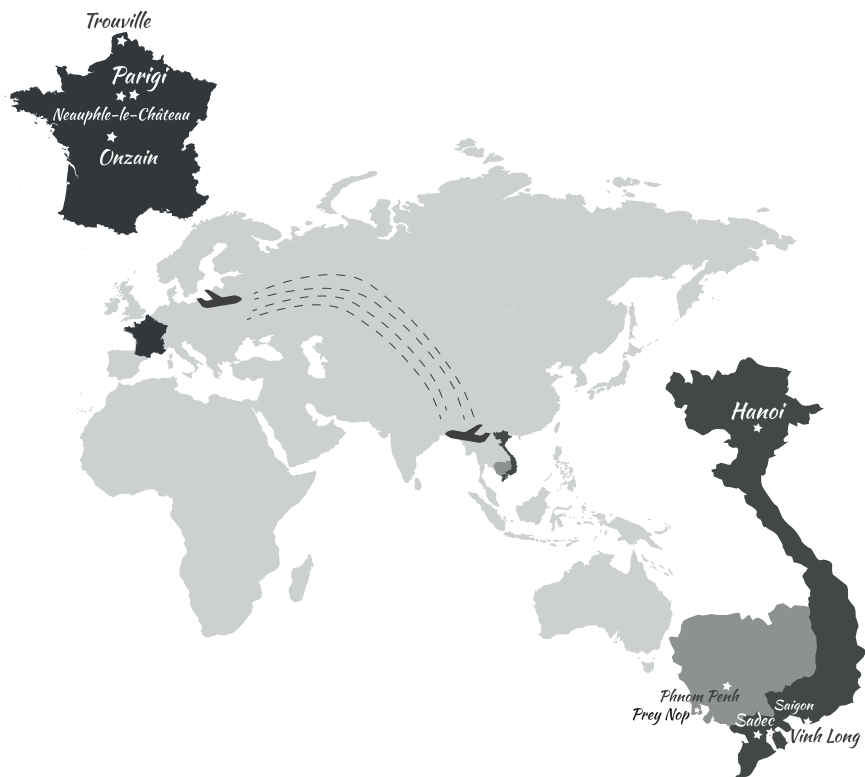 Trouville
Parigi
Neauphle-le-Château
Onzain
Hanoi
Phnom Penh
Prey Nop
Saigon
Sadec
Vinh Long